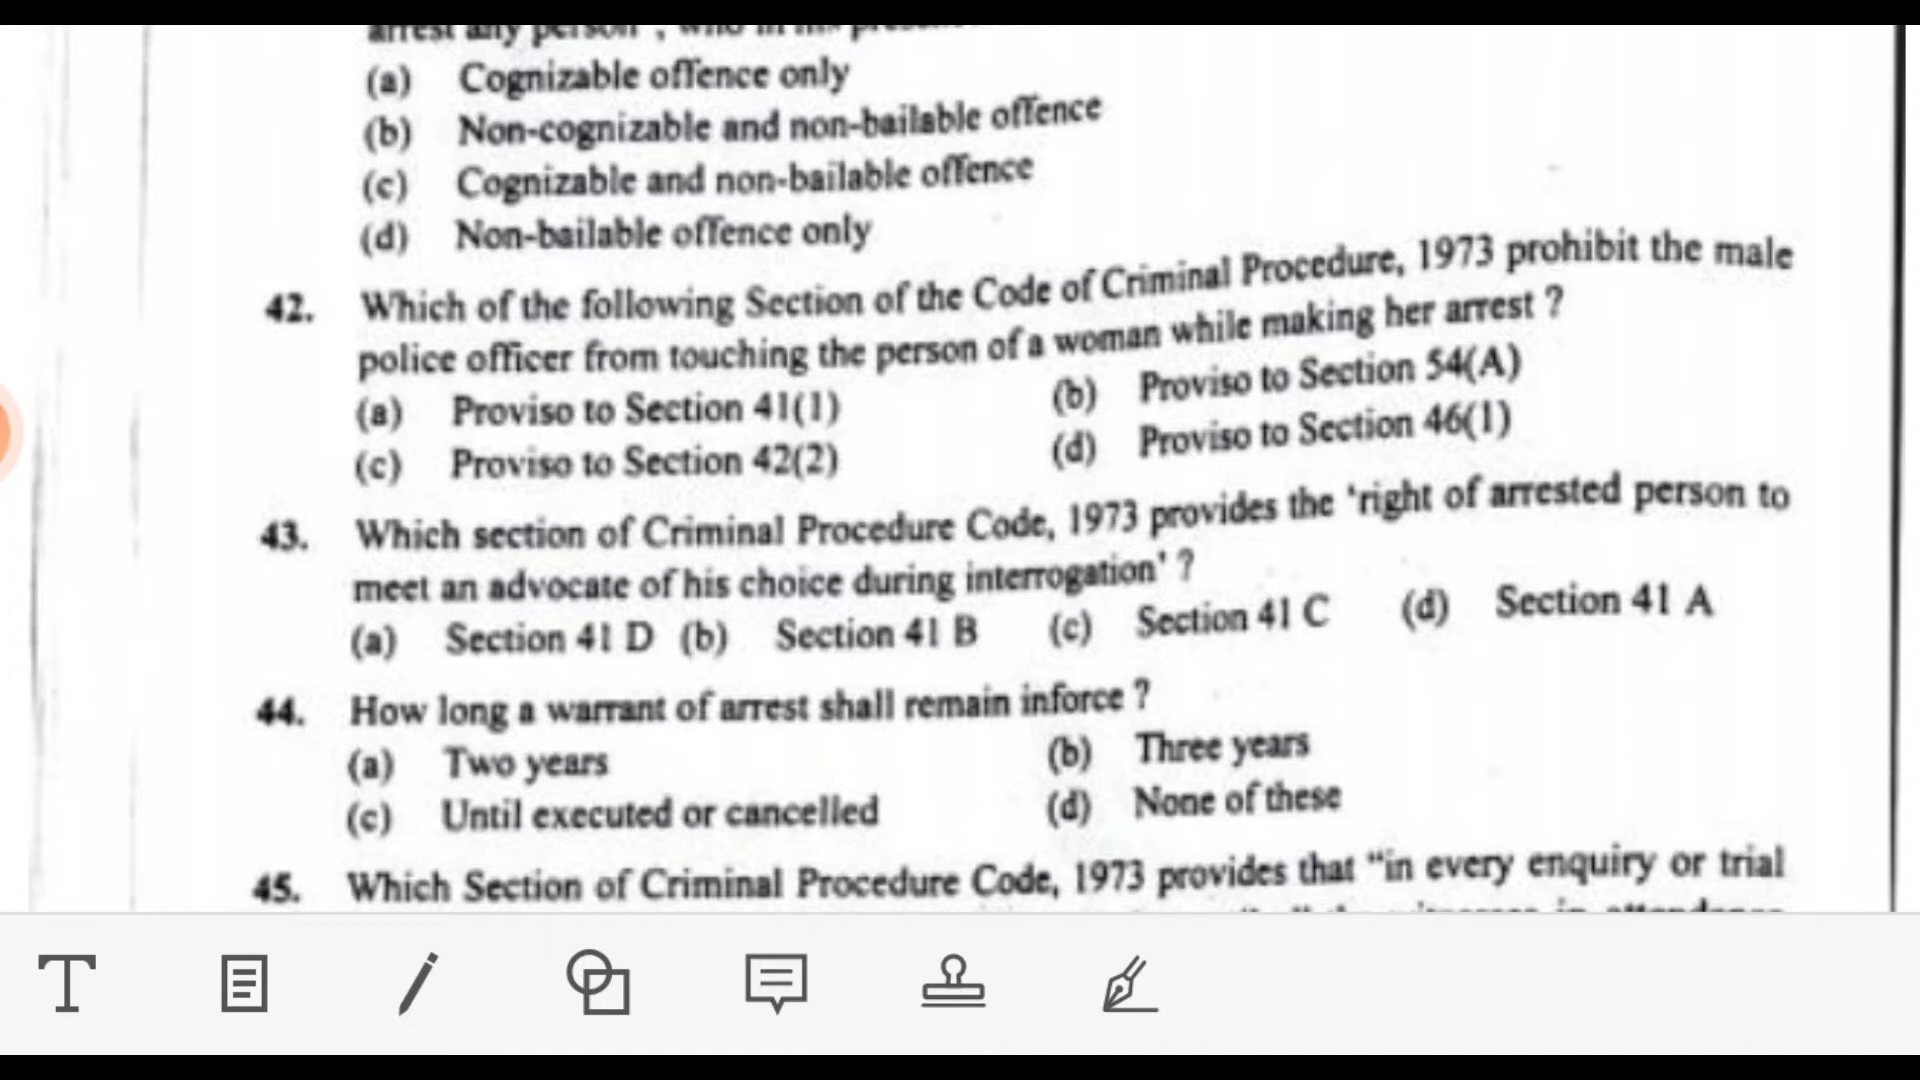 arrest any person", who in his
(a) Cognizable offence only
(b) Non-cognizable and non-bailable offence
(c) Cognizable and non-bailable offence
(d) Non-bailable offence only
42. Which of the following Section of the Code of Criminal Procedure, 1973 prohibit the male
police officer from touching the person of a woman while making her arrest ?
(a) Proviso to Section 41(1) (b) Proviso to Section 54(A)
(c) Proviso to Section 42(2) (d) Proviso to Section 46(1)
43. Which section of Criminal Procedure Code, 1973 provides the 'right of arrested person to
meet an advocate of his choice during interrogation' ?
(a) Section 41 D (b) Section 41 B (c) Section 41 C (d) Section 41 A
44. How long a warrant of arrest shall remain inforce ?
(a) Two years (b) Three years
(c) Until executed or cancelled (d) None of these
45. Which Section of Criminal Procedure Code, 1973 provides that "in every enquiry or trial
T